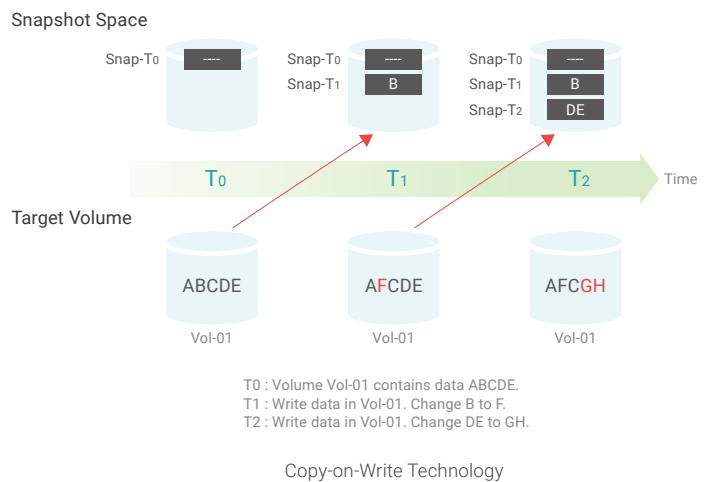 Snapshot Space
Snap-T0 ---- Snap-T0 ---- Snap-T0 ----
Snap-T1 B Snap-T1 B
Snap-T2 DE
T0 T1 T2 Time
Target Volume
ABCDE AFCDE AFCGH
Vol-01 Vol-01 Vol-01
T0 : Volume Vol-01 contains data ABCDE.
T1 : Write data in Vol-01. Change B to F.
T2 : Write data in Vol-01. Change DE to GH.
Copy-on-Write Technology